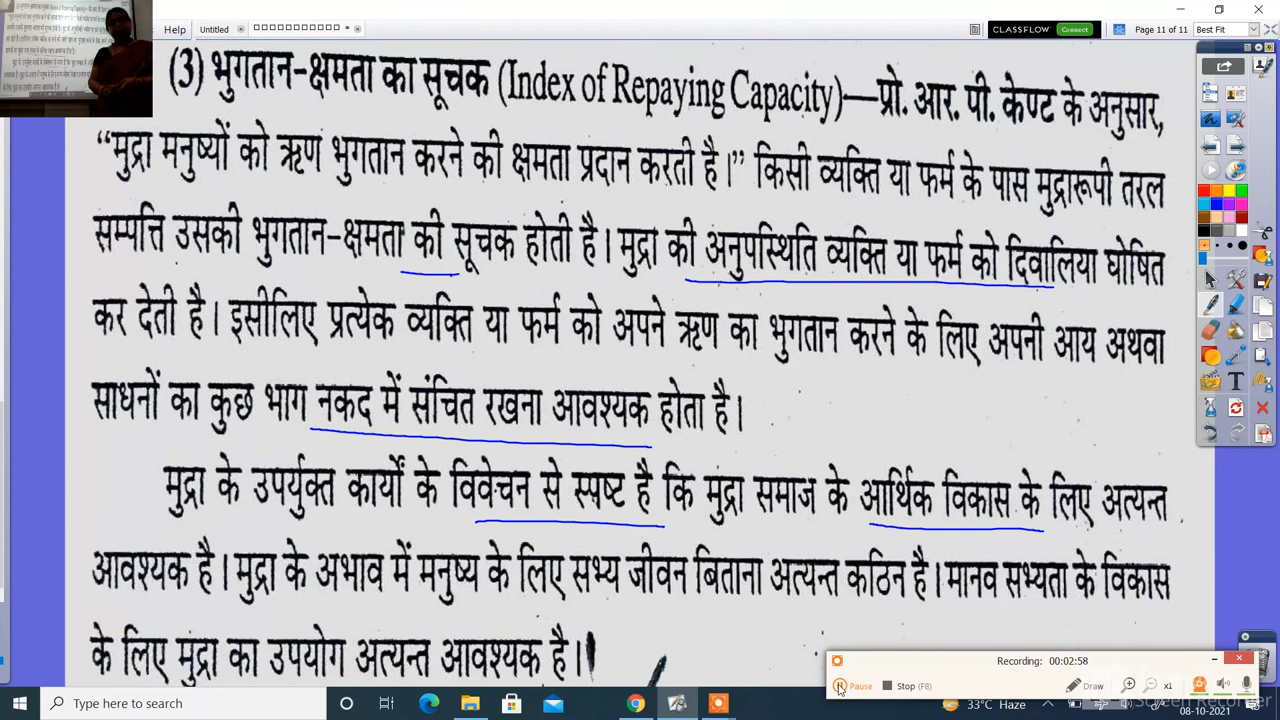 Help
Untitled
CLASSFLOW Connect
Page 11 of 11
Best Fit
(3) भुगतान-क्षमता का सूचक (Index of Repaying Capacity)—प्रो. आर. पी. केण्ट के अनुसार,
“मुद्रा मनुष्यों को ऋण भुगतान करने की क्षमता प्रदान करती है।” किसी व्यक्ति या फर्म के पास मुद्रारूपी तरल
सम्पत्ति उसकी भुगतान-क्षमता की सूचक होती है। मुद्रा की अनुपस्थिति व्यक्ति या फर्म को दिवालिया घोषित
कर देती है। इसीलिए प्रत्येक व्यक्ति या फर्म को अपने ऋण का भुगतान करने के लिए अपनी आय अथवा
साधनों का कुछ भाग नकद में संचित रखना आवश्यक होता है।
मुद्रा के उपर्युक्त कार्यों के विवेचन से स्पष्ट है कि मुद्रा समाज के आर्थिक विकास के लिए अत्यन्त
आवश्यक है। मुद्रा के अभाव में मनुष्य के लिए सभ्य जीवन बिताना अत्यन्त कठिन है। मानव सभ्यता के विकास
के लिए मुद्रा का उपयोग अत्यन्त आवश्यक है।
Recording: 00:02:58
Pause Stop (F8) Draw x1
Screen Recorder
Type here to search
33°C Haze
08-10-2021